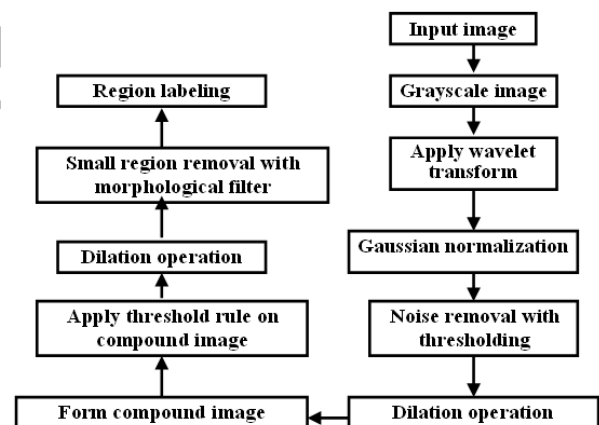 Input image
Grayscale image
Apply wavelet
transform
Gaussian normalization
Noise removal with
thresholding
Dilation operation
Form compound image
Apply threshold rule on
compound image
Dilation operation
Small region removal with
morphological filter
Region labeling